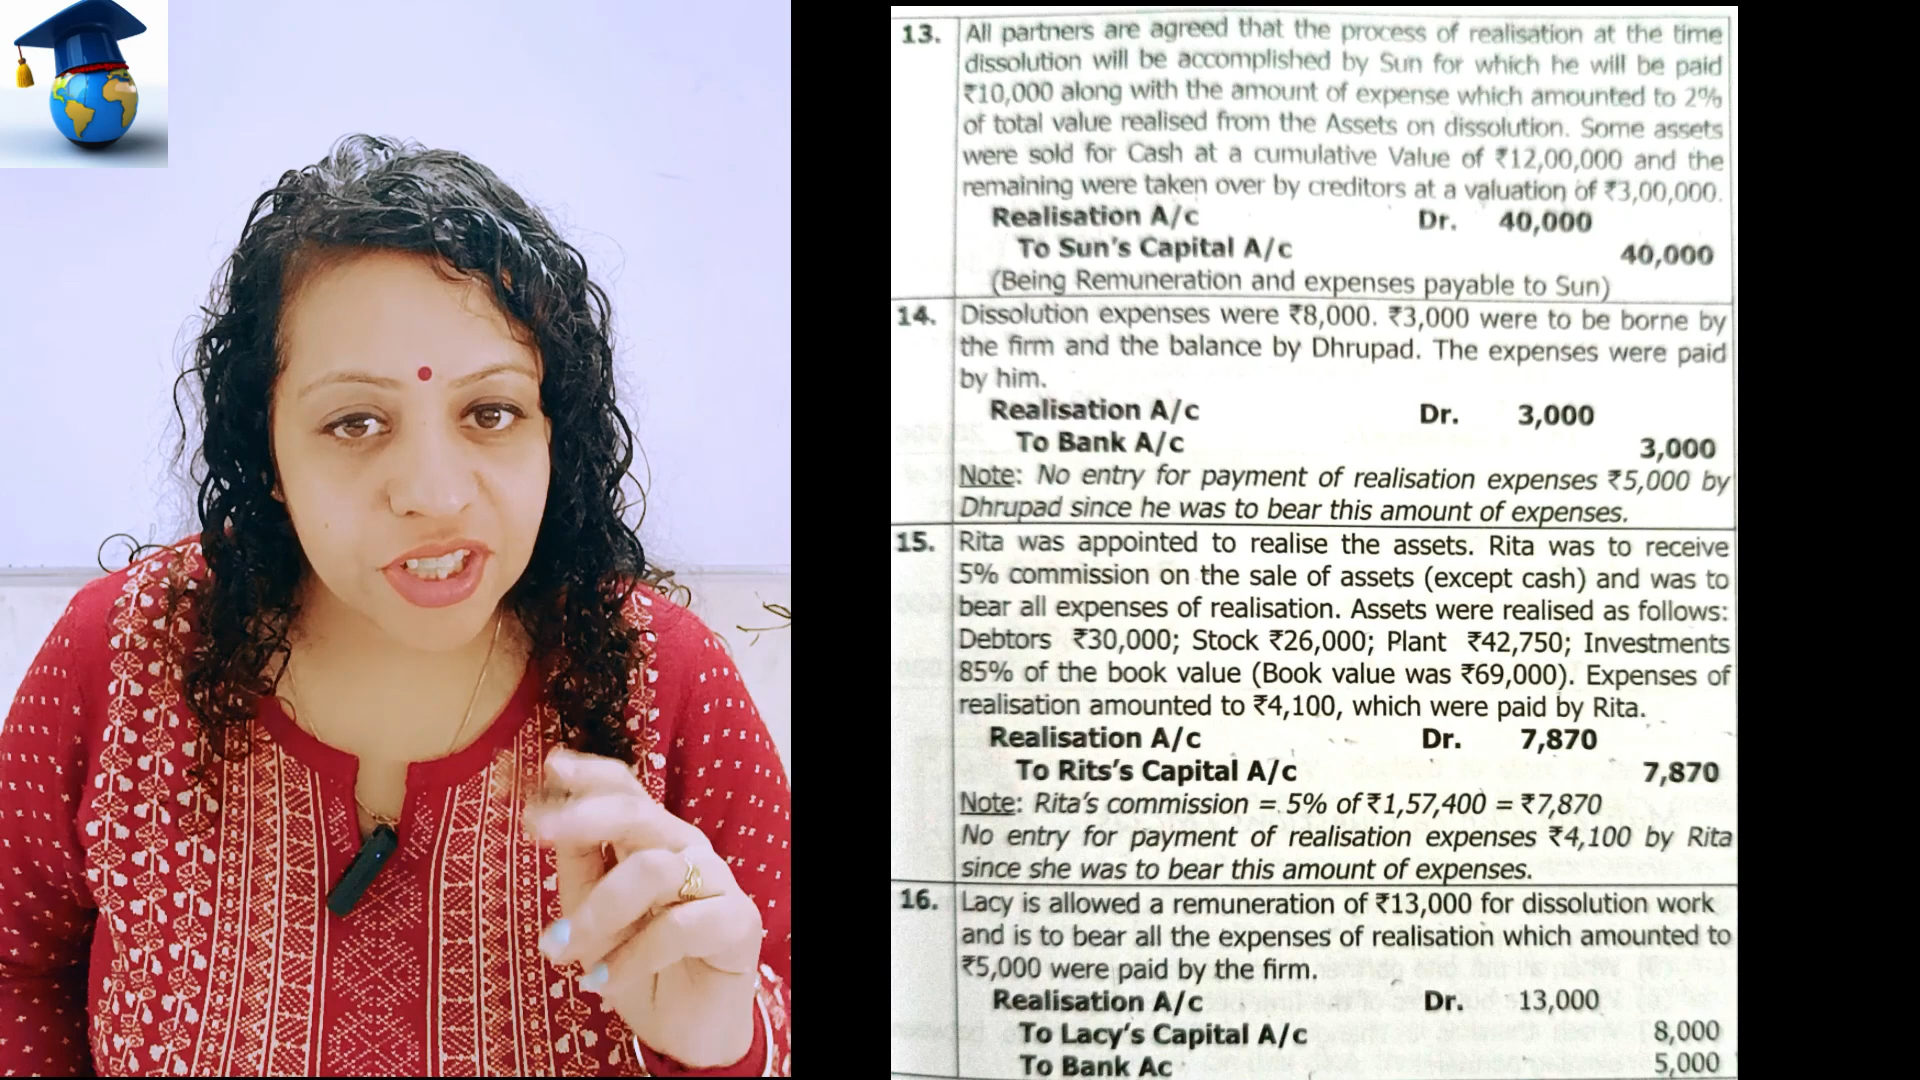 13. All partners are agreed that the process of realisation at the time
dissolution will be accomplished by Sun for which he will be paid
₹10,000 along with the amount of expense which amounted to 2%
of total value realised from the Assets on dissolution. Some assets
were sold for Cash at a cumulative Value of ₹12,00,000 and the
remaining were taken over by creditors at a valuation of ₹3,00,000.
Realisation A/c Dr. 40,000
To Sun's Capital A/c 40,000
(Being Remuneration and expenses payable to Sun)
14. Dissolution expenses were ₹8,000. ₹3,000 were to be borne by
the firm and the balance by Dhrupad. The expenses were paid
by him.
Realisation A/c Dr. 3,000
To Bank A/c 3,000
Note: No entry for payment of realisation expenses ₹5,000 by
Dhrupad since he was to bear this amount of expenses.
15. Rita was appointed to realise the assets. Rita was to receive
5% commission on the sale of assets (except cash) and was to
bear all expenses of realisation. Assets were realised as follows:
Debtors ₹30,000; Stock ₹26,000; Plant ₹42,750; Investments
85% of the book value (Book value was ₹69,000). Expenses of
realisation amounted to ₹4,100, which were paid by Rita.
Realisation A/c Dr. 7,870
To Rits's Capital A/c 7,870
Note: Rita's commission = 5% of ₹1,57,400 = ₹7,870
No entry for payment of realisation expenses ₹4,100 by Rita
since she was to bear this amount of expenses.
16. Lacy is allowed a remuneration of ₹13,000 for dissolution work
and is to bear all the expenses of realisation which amounted to
₹5,000 were paid by the firm.
Realisation A/c Dr. 13,000
To Lacy's Capital A/c 8,000
To Bank Ac 5,000